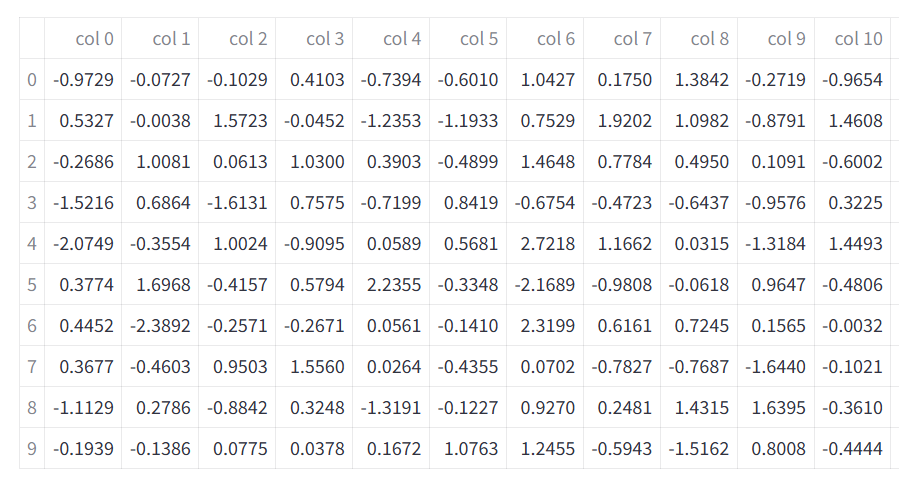 col 0 col 1 col 2 col 3 col 4 col 5 col 6 col 7 col 8 col 9 col 10
0 -0.9729 -0.0727 -0.1029 0.4103 -0.7394 -0.6010 1.0427 0.1750 1.3842 -0.2719 -0.9654
1 0.5327 -0.0038 1.5723 -0.0452 -1.2353 -1.1933 0.7529 1.9202 1.0982 -0.8791 1.4608
2 -0.2686 1.0081 0.0613 1.0300 0.3903 -0.4899 1.4648 0.7784 0.4950 0.1091 -0.6002
3 -1.5216 0.6864 -1.6131 0.7575 -0.7199 0.8419 -0.6754 -0.4723 -0.6437 -0.9576 0.3225
4 -2.0749 -0.3554 1.0024 -0.9095 0.0589 0.5681 2.7218 1.1662 0.0315 -1.3184 1.4493
5 0.3774 1.6968 -0.4157 0.5794 2.2355 -0.3348 -2.1689 -0.9808 -0.0618 0.9647 -0.4806
6 0.4452 -2.3892 -0.2571 -0.2671 0.0561 -0.1410 2.3199 0.6161 0.7245 0.1565 -0.0032
7 0.3677 -0.4603 0.9503 1.5560 0.0264 -0.4355 0.0702 -0.7827 -0.7687 -1.6440 -0.1021
8 -1.1129 0.2786 -0.8842 0.3248 -1.3191 -0.1227 0.9270 0.2481 1.4315 1.6395 -0.3610
9 -0.1939 -0.1386 0.0775 0.0378 0.1672 1.0763 1.2455 -0.5943 -1.5162 0.8008 -0.4444